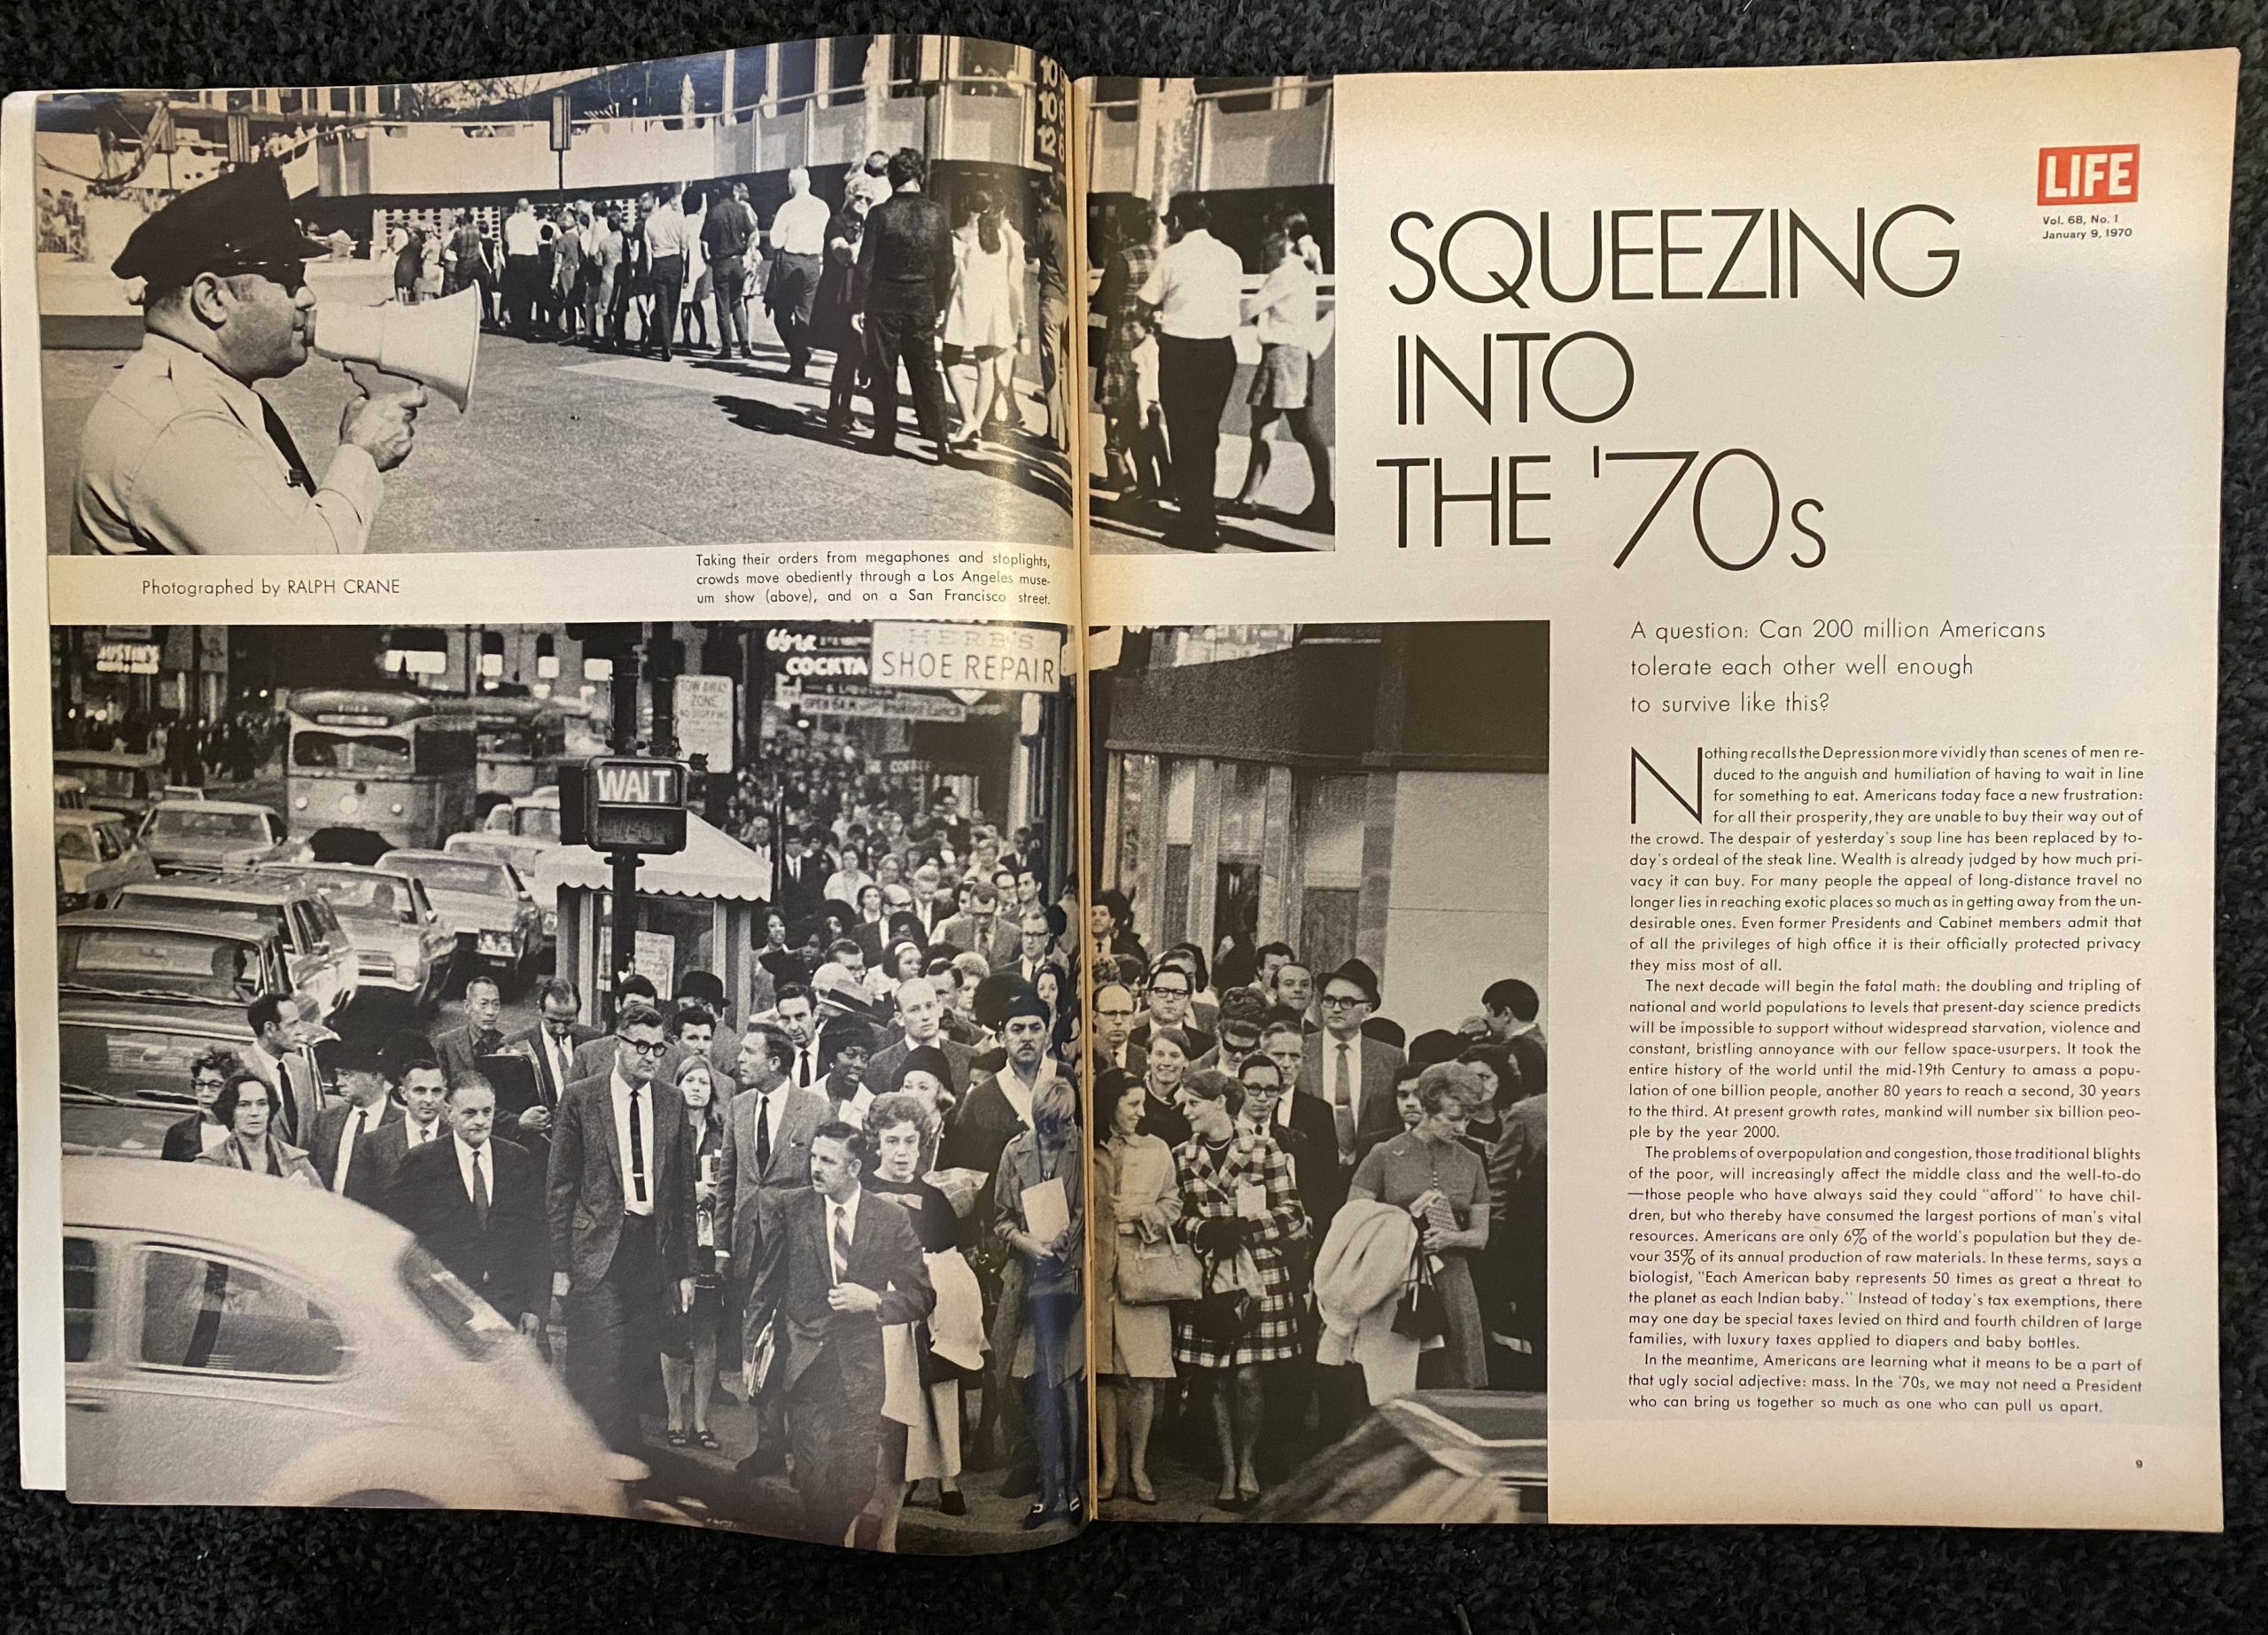 10
10
12 6
Photographed by RALPH CRANE
Taking their orders from megaphones and stoplights,
crowds move obediently through a Los Angeles muse-
um show (above), and on a San Francisco street.
AUSTIN'S
COCKTA
HERB'S
SHOE REPAIR
TOW-AWAY
ZONE
NO STOPPING
COFFEE
WAIT
LIFE
Vol. 68, No. 1
January 9, 1970
SQUEEZING
INTO
THE '70s
A question: Can 200 million Americans
tolerate each other well enough
to survive like this?
Nothing recalls the Depression more vividly than scenes of men re-
duced to the anguish and humiliation of having to wait in line
for something to eat. Americans today face a new frustration:
for all their prosperity, they are unable to buy their way out of
the crowd. The despair of yesterday's soup line has been replaced by to-
day's ordeal of the steak line. Wealth is already judged by how much pri-
vacy it can buy. For many people the appeal of long-distance travel no
longer lies in reaching exotic places so much as in getting away from the un-
desirable ones. Even former Presidents and Cabinet members admit that
of all the privileges of high office it is their officially protected privacy
they miss most of all.
The next decade will begin the fatal math: the doubling and tripling of
national and world populations to levels that present-day science predicts
will be impossible to support without widespread starvation, violence and
constant, bristling annoyance with our fellow space-usurpers. It took the
entire history of the world until the mid-19th Century to amass a popu-
lation of one billion people, another 80 years to reach a second, 30 years
to the third. At present growth rates, mankind will number six billion peo-
ple by the year 2000.
The problems of overpopulation and congestion, those traditional blights
of the poor, will increasingly affect the middle class and the well-to-do
—those people who have always said they could "afford" to have chil-
dren, but who thereby have consumed the largest portions of man's vital
resources. Americans are only 6% of the world's population but they de-
vour 35% of its annual production of raw materials. In these terms, says a
biologist, "Each American baby represents 50 times as great a threat to
the planet as each Indian baby." Instead of today's tax exemptions, there
may one day be special taxes levied on third and fourth children of large
families, with luxury taxes applied to diapers and baby bottles.
In the meantime, Americans are learning what it means to be a part of
that ugly social adjective: mass. In the '70s, we may not need a President
who can bring us together so much as one who can pull us apart.
9